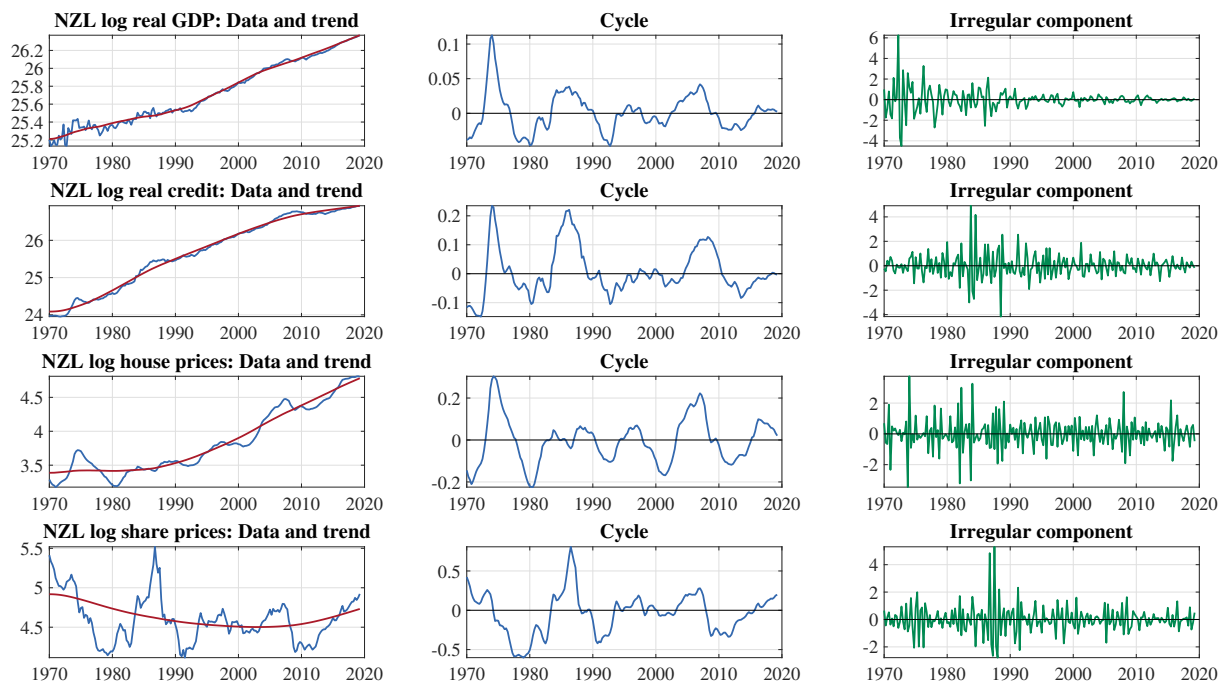 NZL log real GDP: Data and trend
26.2
26
25.8
25.6
25.4
25.2
1970 1980 1990 2000 2010 2020
Cycle
0.1
0.05
0
1970 1980 1990 2000 2010 2020
Irregular component
6
4
2
0
-2
-4
1970 1980 1990 2000 2010 2020
NZL log real credit: Data and trend
26
25
24
1970 1980 1990 2000 2010 2020
Cycle
0.2
0.1
0
-0.1
1970 1980 1990 2000 2010 2020
Irregular component
4
2
0
-2
-4
1970 1980 1990 2000 2010 2020
NZL log house prices: Data and trend
4.5
4
3.5
1970 1980 1990 2000 2010 2020
Cycle
0.2
0
-0.2
1970 1980 1990 2000 2010 2020
Irregular component
2
0
-2
1970 1980 1990 2000 2010 2020
NZL log share prices: Data and trend
5.5
5
4.5
1970 1980 1990 2000 2010 2020
Cycle
0.5
0
-0.5
1970 1980 1990 2000 2010 2020
Irregular component
4
2
0
-2
1970 1980 1990 2000 2010 2020